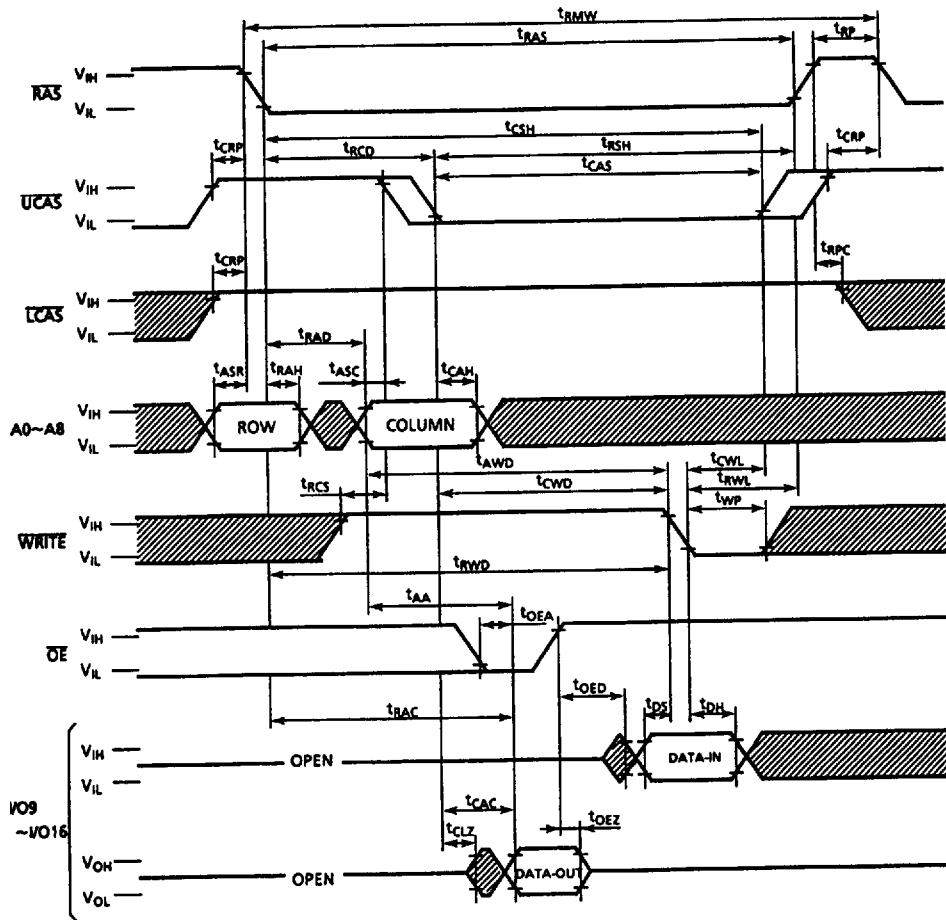 tRMW
tRAS
tRP
VIH
RAS
VIL
tCSH
tCRP
tRCD
tRSH
tCRP
tCAS
VIH
UCAS
VIL
tCRP
tRPC
VIH
LCAS
VIL
tRAD
tASR
tRAH
tASC
tCAH
VIH
A0~A8
ROW
COLUMN
VIL
tAWD
tCWL
tRCS
tCWD
tRWL
tWP
VIH
WRITE
VIL
tRWD
tAA
tOEA
VIH
OE
VIL
tOED
tRAC
tDS
tDH
VIH
OPEN
DATA-IN
VIL
I/O9
~I/O16
tCAC
tCLZ
tOEZ
VOH
OPEN
DATA-OUT
VOL